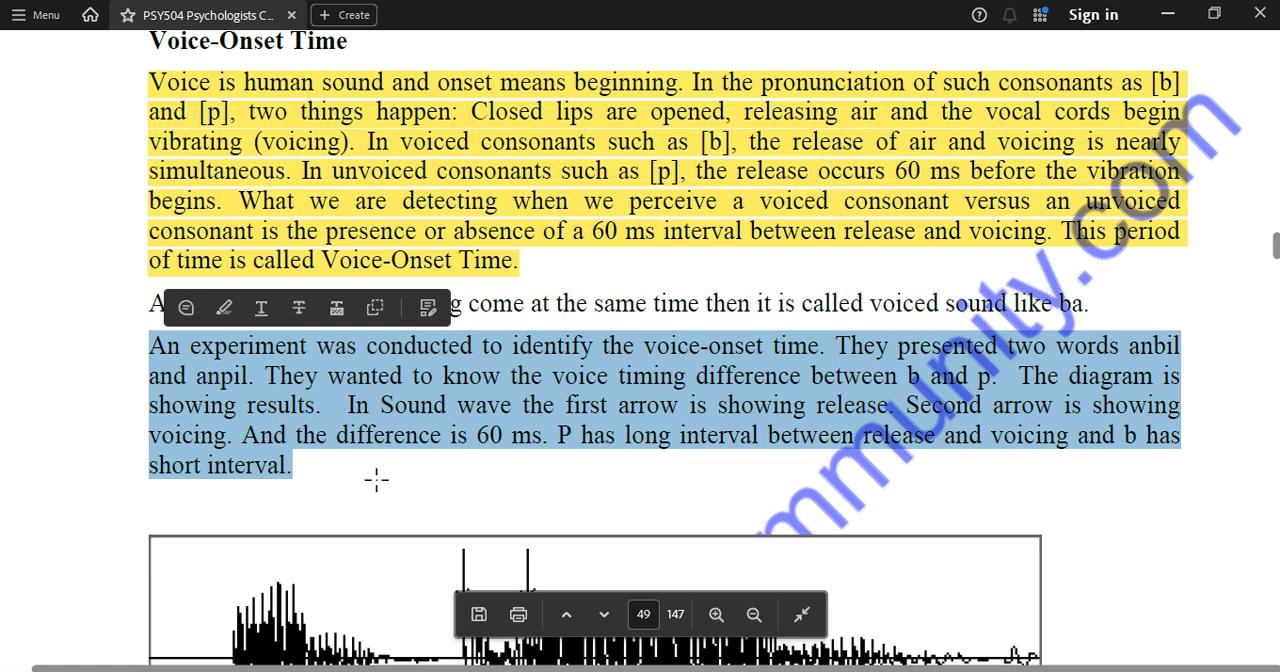 Menu
PSY504 Psychologists C...
Create
Sign in
Voice-Onset Time
Voice is human sound and onset means beginning. In the pronunciation of such consonants as [b]
and [p], two things happen: Closed lips are opened, releasing air and the vocal cords begin
vibrating (voicing). In voiced consonants such as [b], the release of air and voicing is nearly
simultaneous. In unvoiced consonants such as [p], the release occurs 60 ms before the vibration
begins. What we are detecting when we perceive a voiced consonant versus an unvoiced
consonant is the presence or absence of a 60 ms interval between release and voicing. This period
of time is called Voice-Onset Time.
come at the same time then it is called voiced sound like ba.
An experiment was conducted to identify the voice-onset time. They presented two words anbil
and anpil. They wanted to know the voice timing difference between b and p. The diagram is
showing results. In Sound wave the first arrow is showing release. Second arrow is showing
voicing. And the difference is 60 ms. P has long interval between release and voicing and b has
short interval.
mmunity.com
49 147